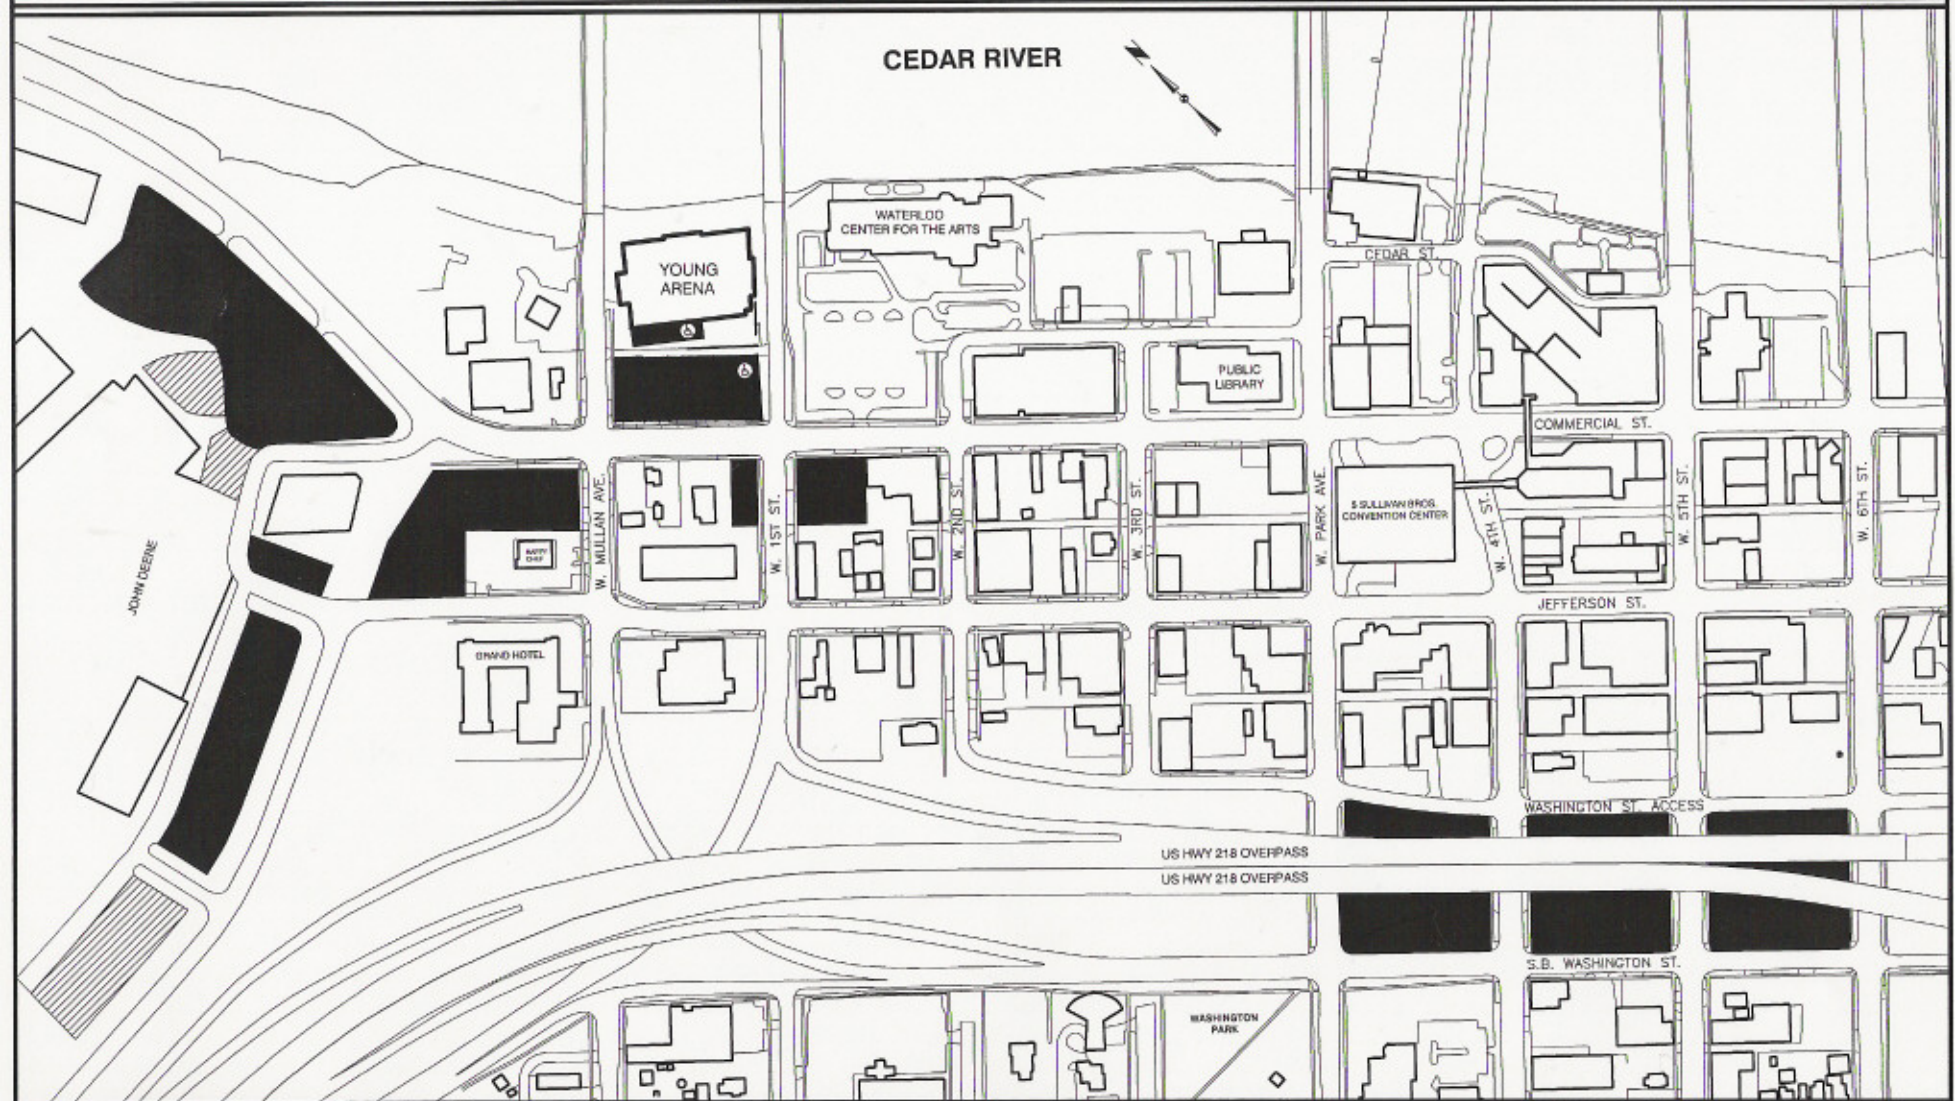 CEDAR RIVER
N
WATERLOO
CENTER FOR THE ARTS
YOUNG
ARENA
CEDAR ST.
PUBLIC
LIBRARY
COMMERCIAL ST.
W. MULLAN AVE.
W. 1ST ST.
W. 2ND ST.
W. 3RD ST.
W. PARK AVE.
5 SULLIVAN BROS.
CONVENTION CENTER
W. 4TH ST.
W. 5TH ST.
W. 6TH ST.
HAPPY
CHEF
JOHN DEERE
JEFFERSON ST.
GRAND HOTEL
WASHINGTON ST. ACCESS
US HWY 218 OVERPASS
US HWY 218 OVERPASS
S.B. WASHINGTON ST.
WASHINGTON
PARK